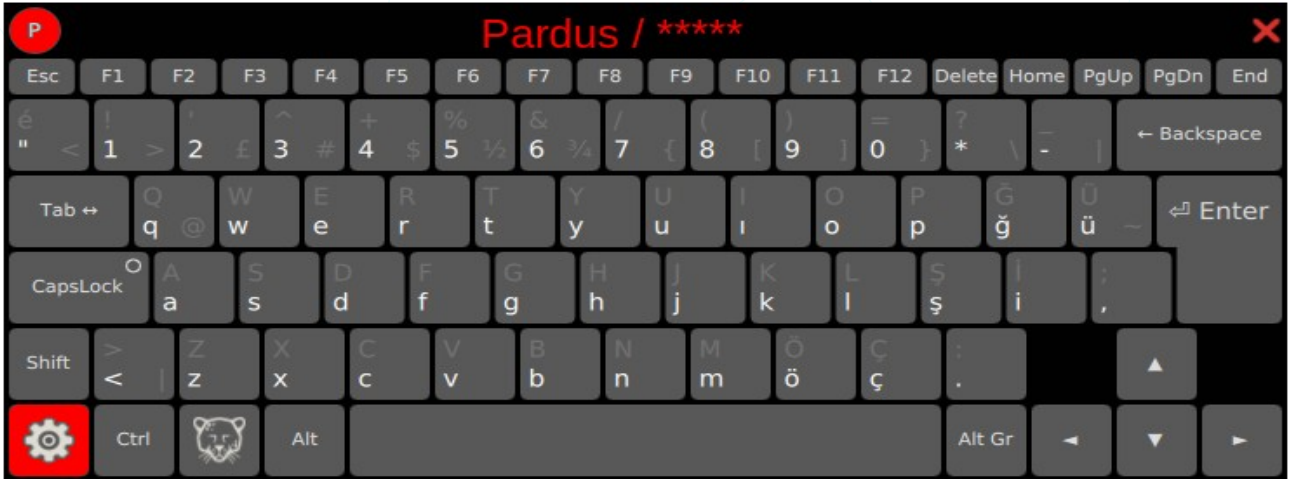 P Pardus / *****
Esc F1 F2 F3 F4 F5 F6 F7 F8 F9 F10 F11 F12 Delete Home PgUp PgDn End
é ! ' ^ + % & / ( ) = ? _
" < 1 > 2 £ 3 # 4 $ 5 ½ 6 ¾ 7 { 8 [ 9 ] 0 } * \ - | ← Backspace
Tab ↔ Q W E R T Y U I O P Ğ Ü ⏎ Enter
q @ w e r t y u ı o p ğ ü ~
CapsLock A S D F G H J K L Ş İ ;
a s d f g h j k l ş i ,
Shift > Z X C V B N M Ö Ç : ▲
< | z x c v b n m ö ç .
Ctrl Alt Alt Gr ◄ ▼ ►